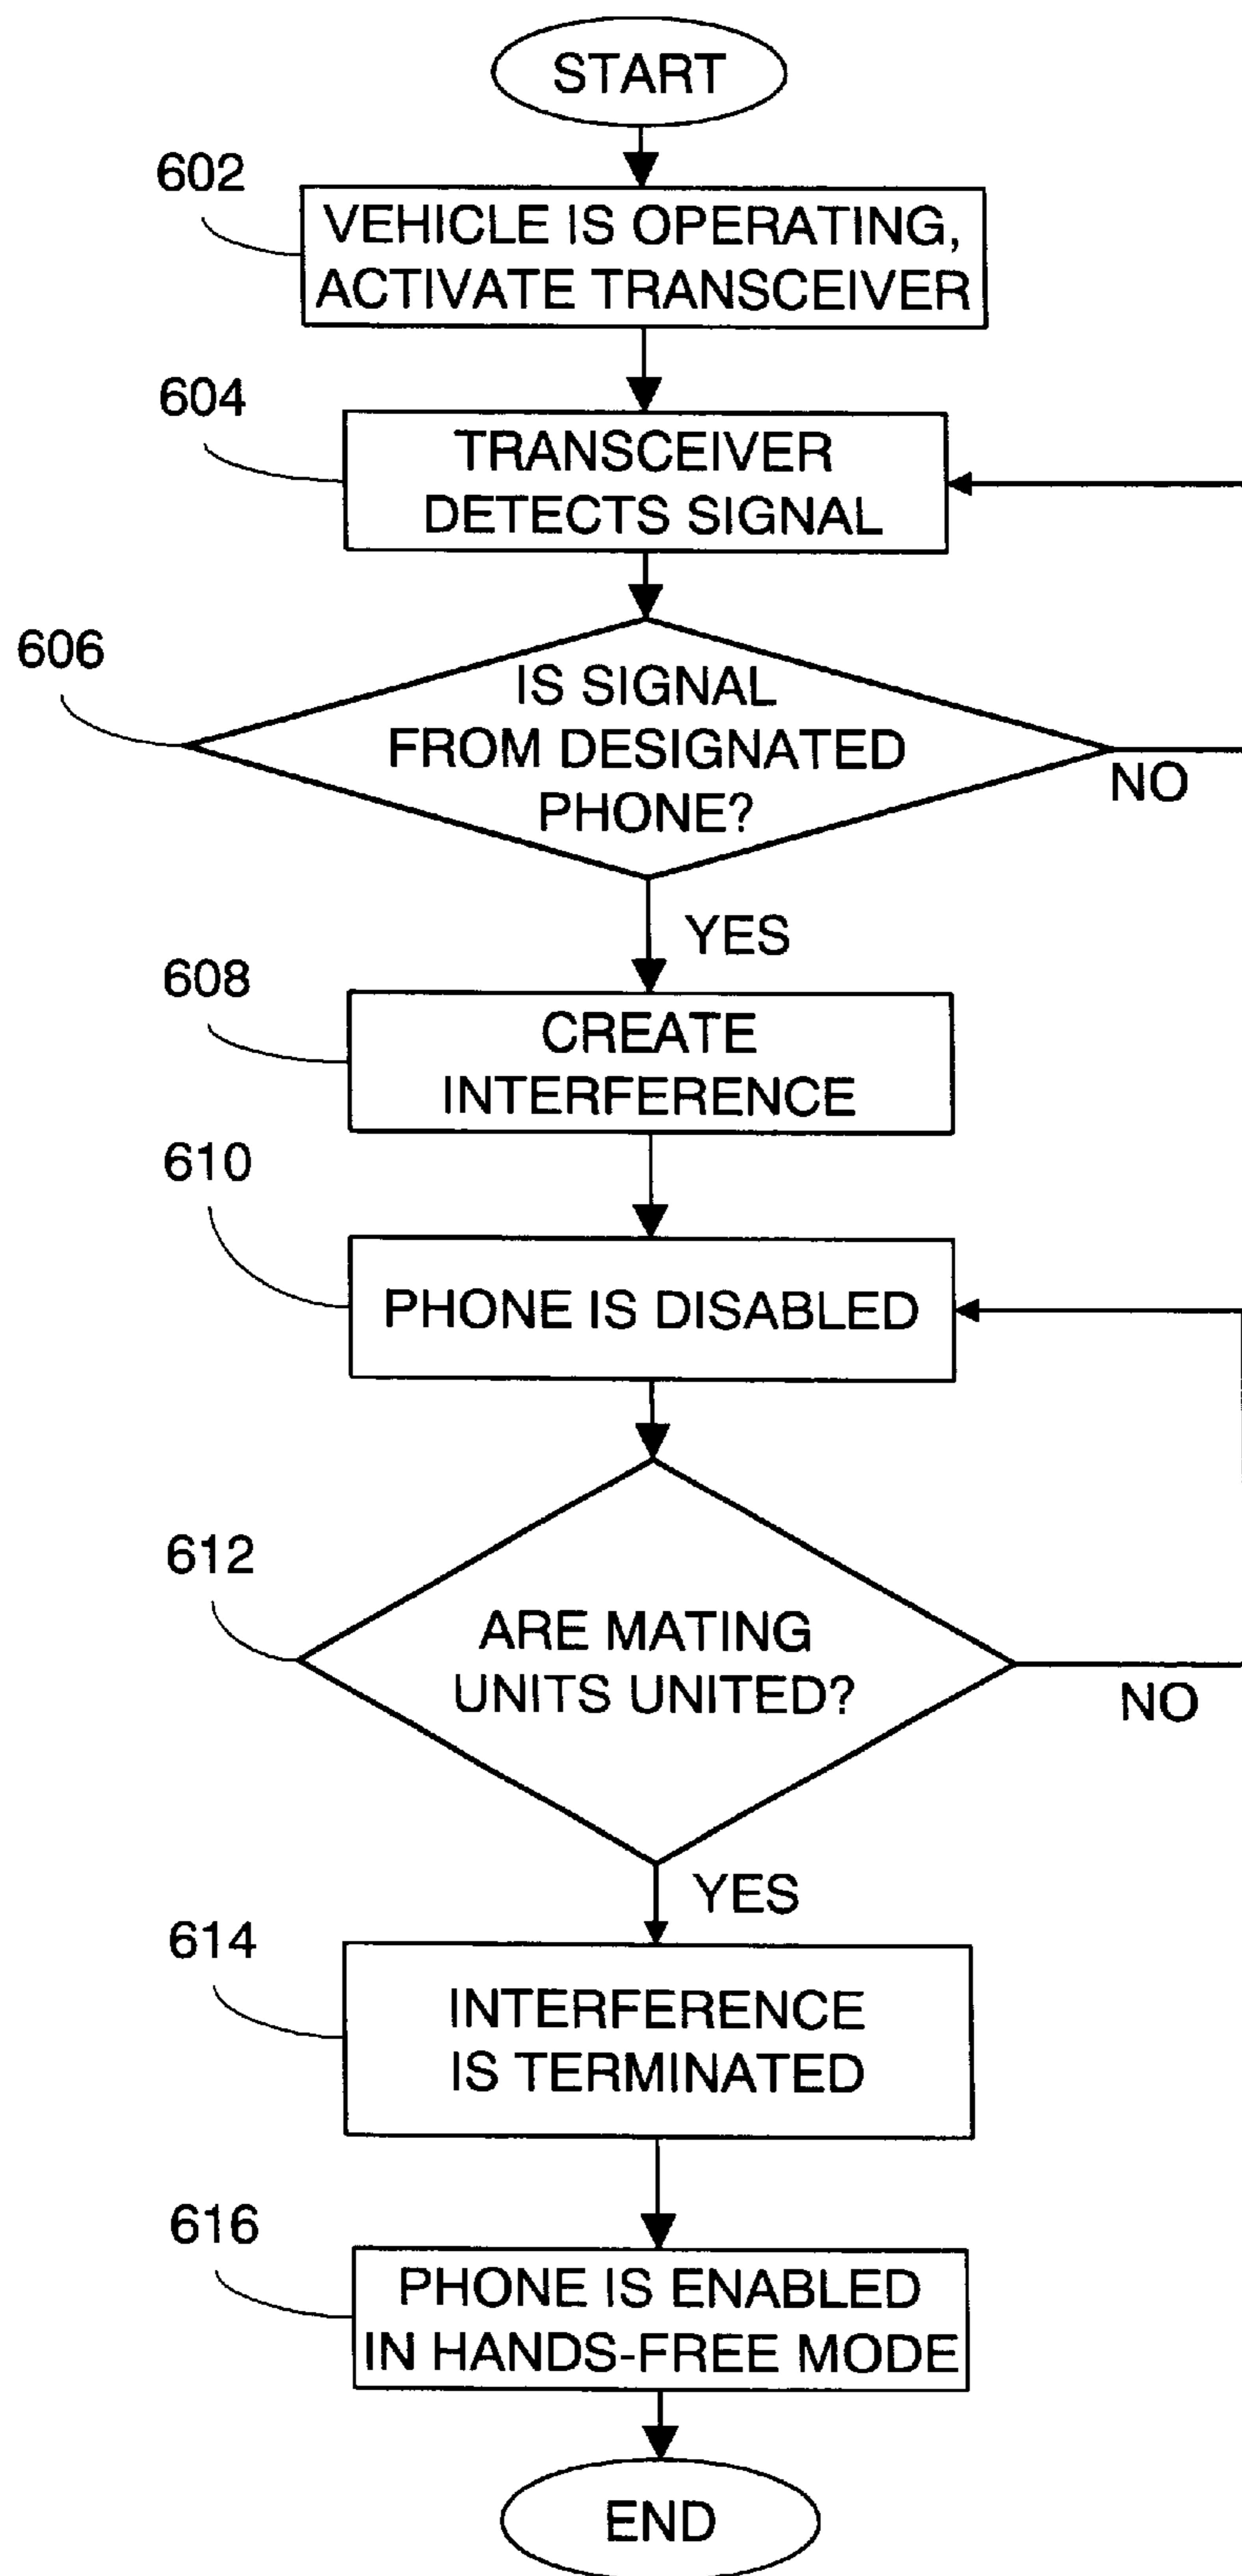 START
602
VEHICLE IS OPERATING,
ACTIVATE TRANSCEIVER
604
TRANSCEIVER
DETECTS SIGNAL
606
IS SIGNAL
FROM DESIGNATED
PHONE?
NO
YES
608
CREATE
INTERFERENCE
610
PHONE IS DISABLED
612
ARE MATING
UNITS UNITED?
NO
YES
614
INTERFERENCE
IS TERMINATED
616
PHONE IS ENABLED
IN HANDS-FREE MODE
END